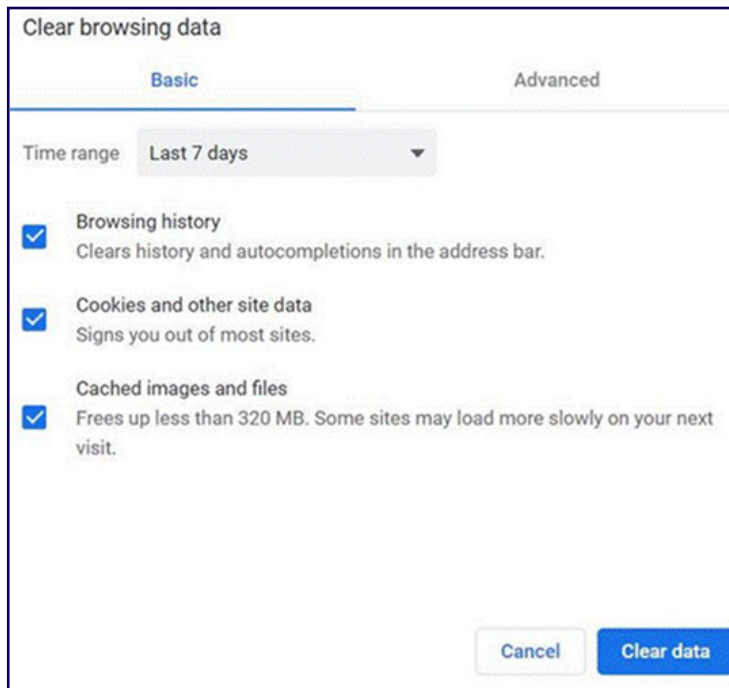 Clear browsing data
Basic Advanced
Time range Last 7 days
Browsing history
Clears history and autocompletions in the address bar.
Cookies and other site data
Signs you out of most sites.
Cached images and files
Frees up less than 320 MB. Some sites may load more slowly on your next
visit.
Cancel Clear data